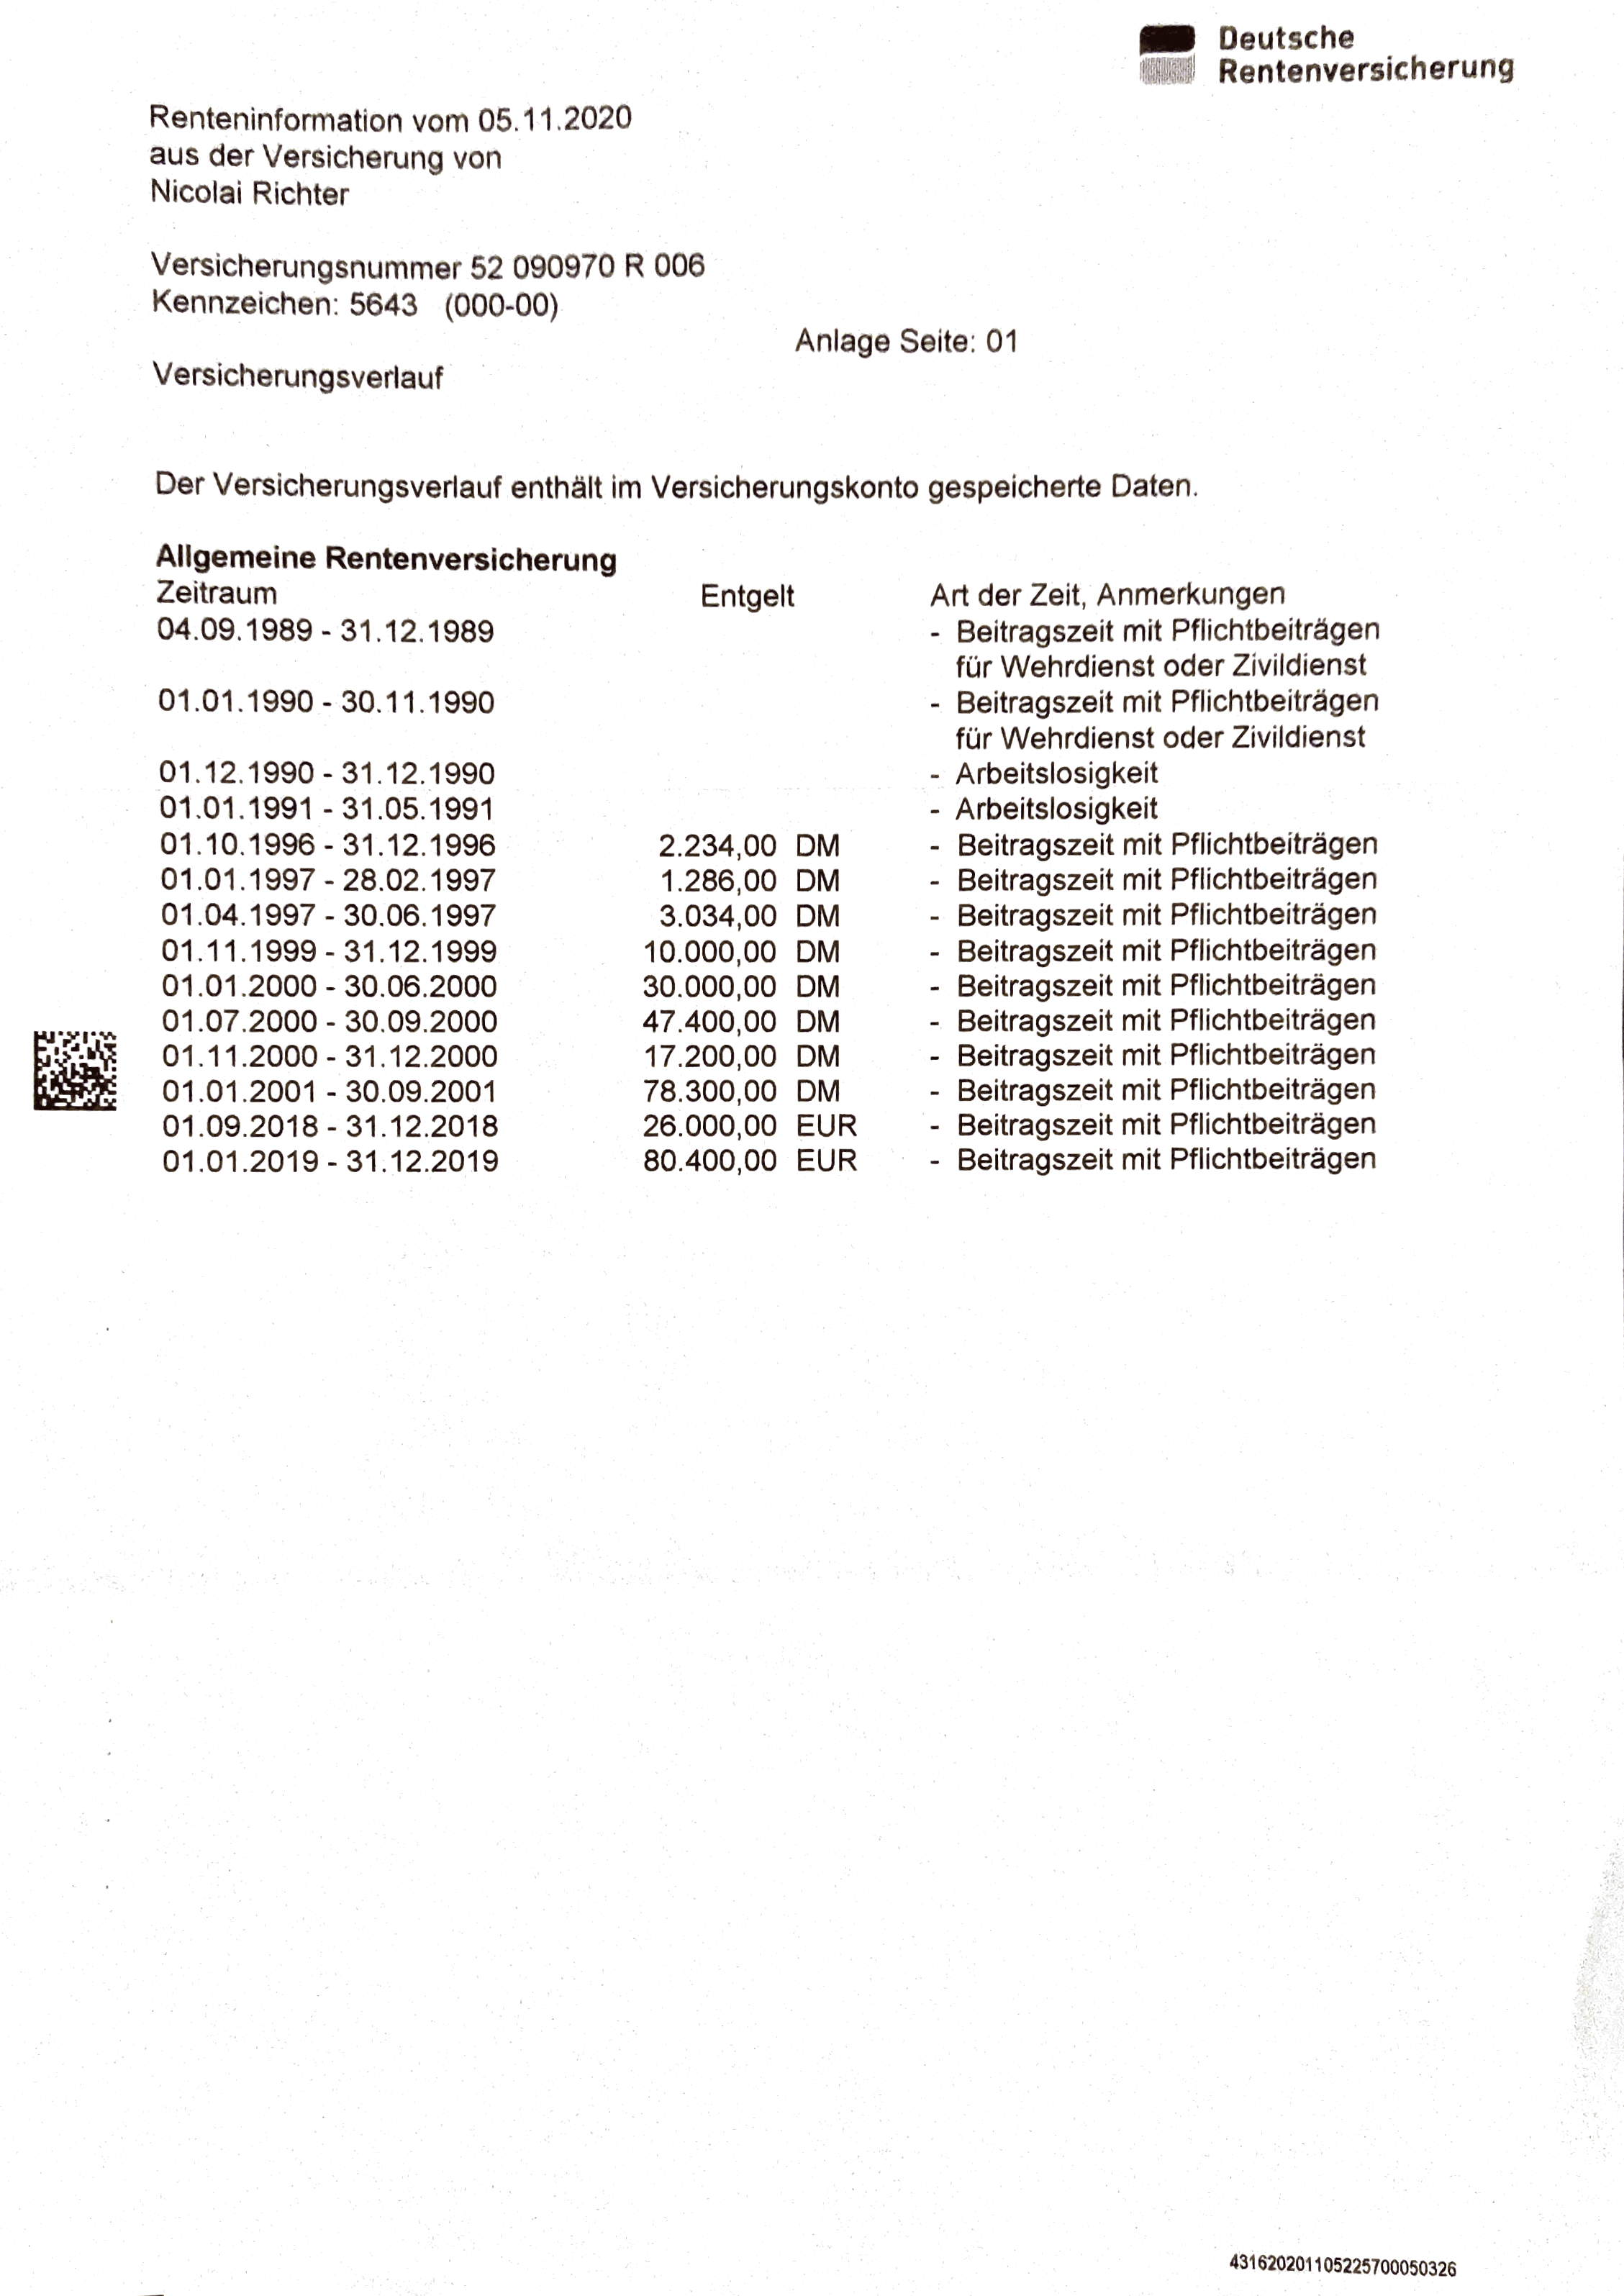 Deutsche
Rentenversicherung
Renteninformation vom 05.11.2020
aus der Versicherung von
Nicolai Richter
Versicherungsnummer 52 090970 R 006
Kennzeichen: 5643 (000-00)
Anlage Seite: 01
Versicherungsverlauf
Der Versicherungsverlauf enthält im Versicherungskonto gespeicherte Daten.
Allgemeine Rentenversicherung
Zeitraum Entgelt Art der Zeit, Anmerkungen
04.09.1989 - 31.12.1989 - Beitragszeit mit Pflichtbeiträgen
für Wehrdienst oder Zivildienst
01.01.1990 - 30.11.1990 - Beitragszeit mit Pflichtbeiträgen
für Wehrdienst oder Zivildienst
01.12.1990 - 31.12.1990 - Arbeitslosigkeit
01.01.1991 - 31.05.1991 - Arbeitslosigkeit
01.10.1996 - 31.12.1996 2.234,00 DM - Beitragszeit mit Pflichtbeiträgen
01.01.1997 - 28.02.1997 1.286,00 DM - Beitragszeit mit Pflichtbeiträgen
01.04.1997 - 30.06.1997 3.034,00 DM - Beitragszeit mit Pflichtbeiträgen
01.11.1999 - 31.12.1999 10.000,00 DM - Beitragszeit mit Pflichtbeiträgen
01.01.2000 - 30.06.2000 30.000,00 DM - Beitragszeit mit Pflichtbeiträgen
01.07.2000 - 30.09.2000 47.400,00 DM - Beitragszeit mit Pflichtbeiträgen
01.11.2000 - 31.12.2000 17.200,00 DM - Beitragszeit mit Pflichtbeiträgen
01.01.2001 - 30.09.2001 78.300,00 DM - Beitragszeit mit Pflichtbeiträgen
01.09.2018 - 31.12.2018 26.000,00 EUR - Beitragszeit mit Pflichtbeiträgen
01.01.2019 - 31.12.2019 80.400,00 EUR - Beitragszeit mit Pflichtbeiträgen
431620201105225700050326